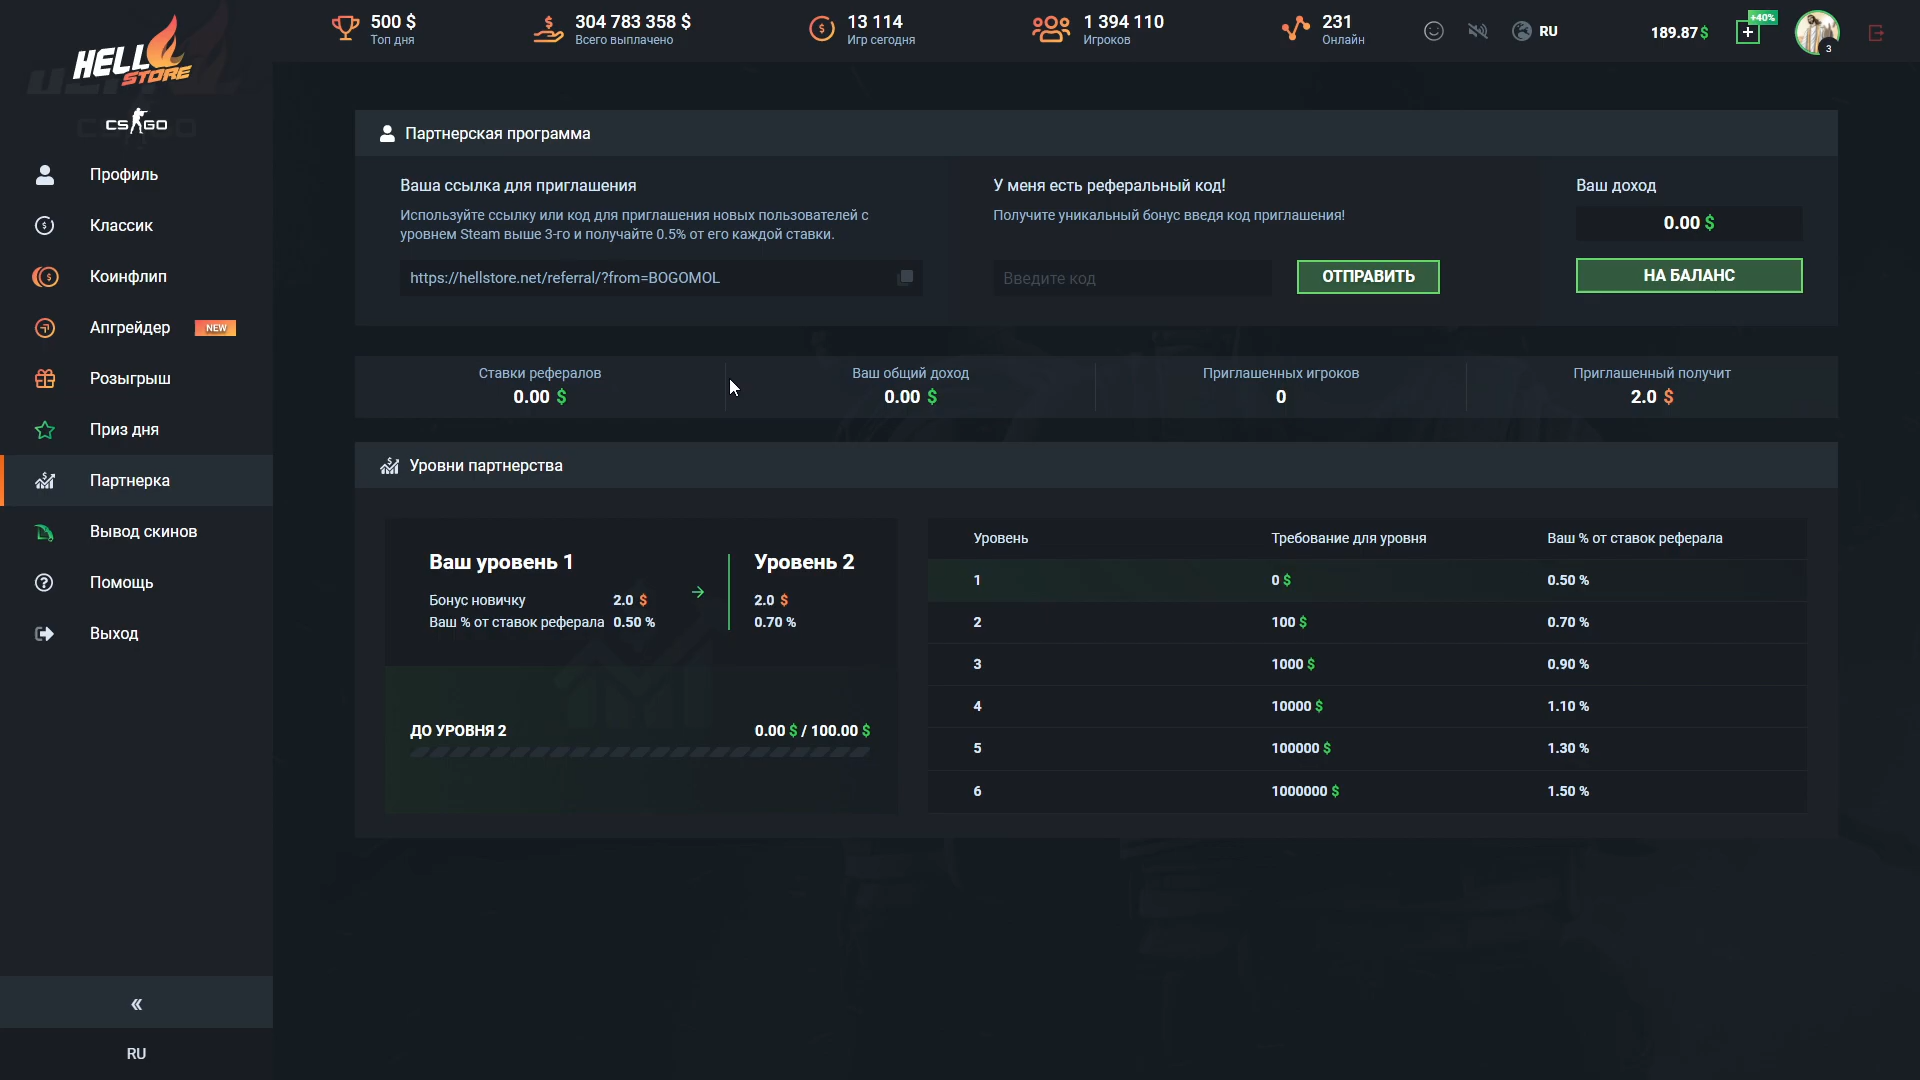 HELL
STORE
CS GO
500 $
Топ дня
304 783 358 $
Всего выплачено
13 114
Игр сегодня
1 394 110
Игроков
231
Онлайн
RU
189.87$
+40%
3
Профиль
Классик
Коинфлип
Апгрейдер NEW
Розыгрыш
Приз дня
Партнерка
Вывод скинов
Помощь
Выход
«
RU
Партнерская программа
Ваша ссылка для приглашения
Используйте ссылку или код для приглашения новых пользователей с
уровнем Steam выше 3-го и получайте 0.5% от его каждой ставки.
https://hellstore.net/referral/?from=BOGOMOL
У меня есть реферальный код!
Получите уникальный бонус введя код приглашения!
Введите код
ОТПРАВИТЬ
Ваш доход
0.00 $
НА БАЛАНС
Ставки рефералов
0.00 $
Ваш общий доход
0.00 $
Приглашенных игроков
0
Приглашенный получит
2.0 $
Уровни партнерства
Ваш уровень 1
Бонус новичку 2.0 $
Ваш % от ставок реферала 0.50 %
Уровень 2
2.0 $
0.70 %
ДО УРОВНЯ 2 0.00 $ / 100.00 $
Уровень Требование для уровня Ваш % от ставок реферала
1 0 $ 0.50 %
2 100 $ 0.70 %
3 1000 $ 0.90 %
4 10000 $ 1.10 %
5 100000 $ 1.30 %
6 1000000 $ 1.50 %